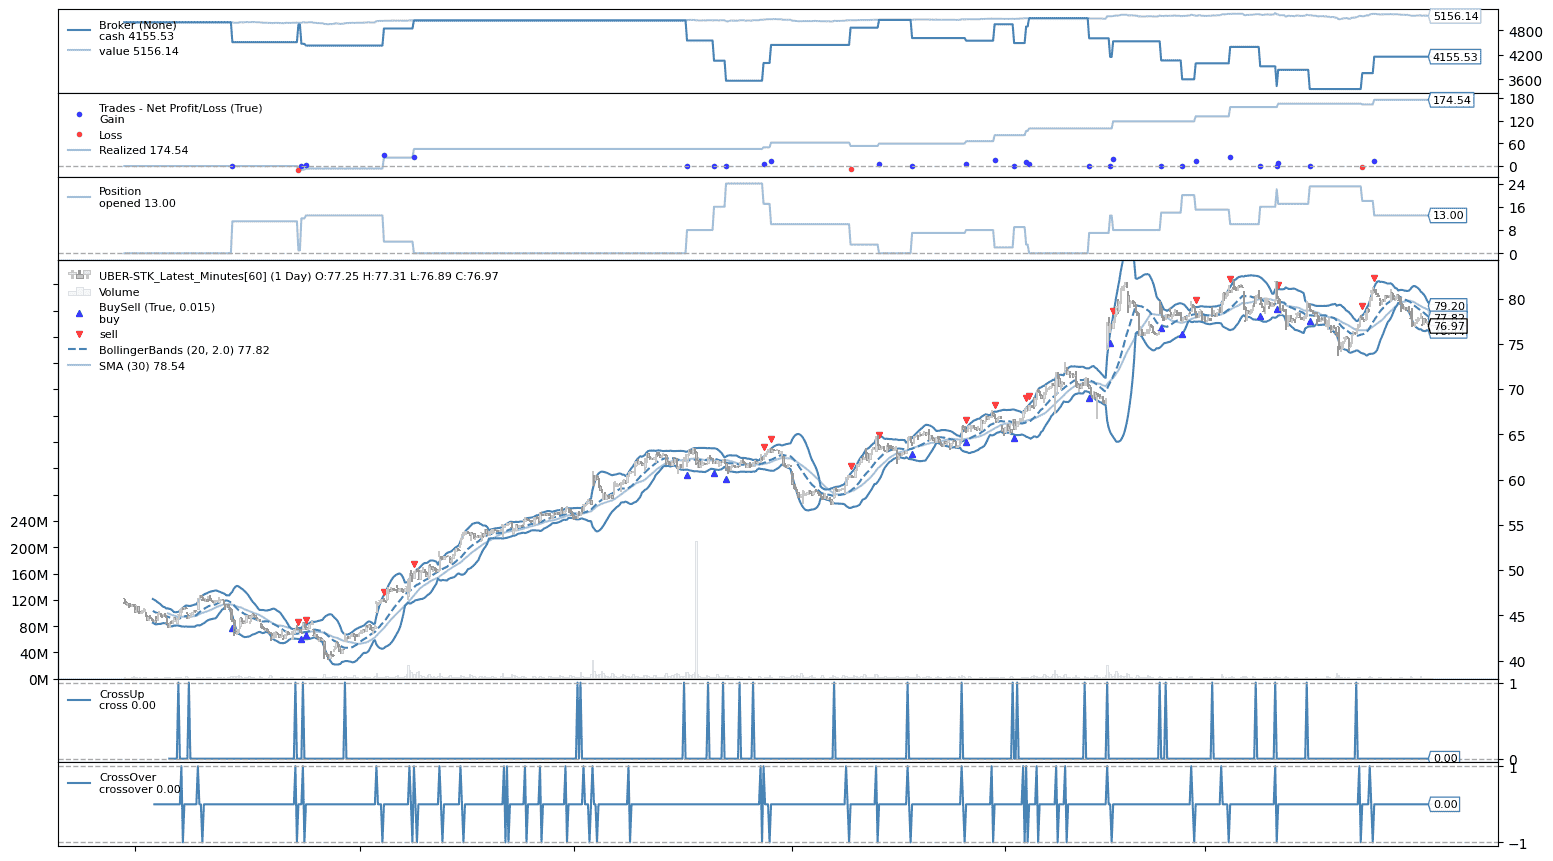 Broker (None)
cash 4155.53
value 5156.14
5156.14
4800
4200
4155.53
3600
Trades - Net Profit/Loss (True)
Gain
Loss
Realized 174.54
174.54
180
120
60
0
Position
opened 13.00
24
16
13.00
8
0
UBER-STK_Latest_Minutes[60] (1 Day) O:77.25 H:77.31 L:76.89 C:76.97
Volume
BuySell (True, 0.015)
buy
sell
BollingerBands (20, 2.0) 77.82
SMA (30) 78.54
80
79.20
77.82
76.97
75
70
65
60
55
50
45
40
240M
200M
160M
120M
80M
40M
0M
CrossUp
cross 0.00
1
0.00
0
CrossOver
crossover 0.00
1
0.00
−1